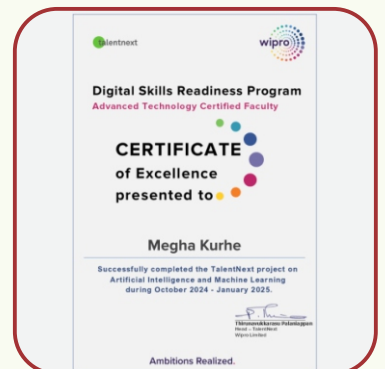 talentnext
wipro
Digital Skills Readiness Program
Advanced Technology Certified Faculty
CERTIFICATE
of Excellence
presented to
Megha Kurhe
Successfully completed the TalentNext project on
Artificial Intelligence and Machine Learning
during October 2024 - January 2025.
Head – TalentNext
Wipro Limited
Ambitions Realized.